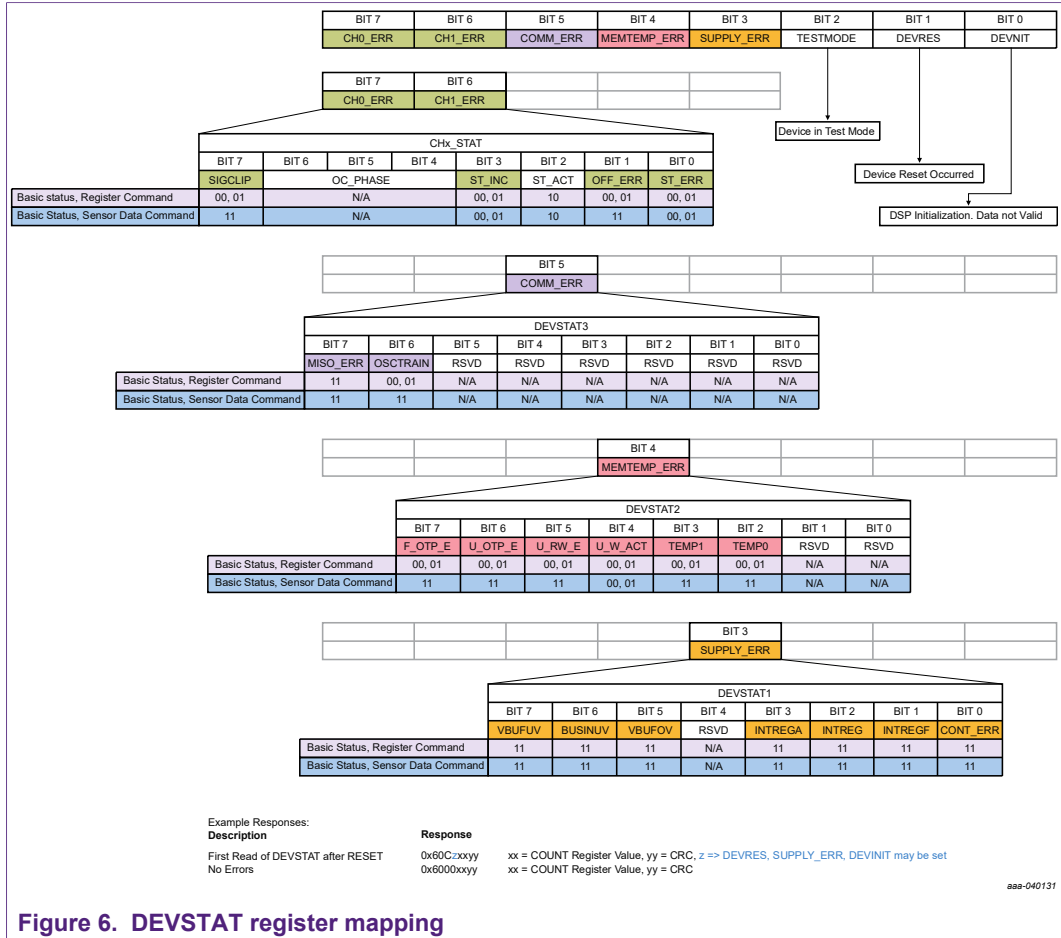 BIT 7 BIT 6 BIT 5 BIT 4 BIT 3 BIT 2 BIT 1 BIT 0
CH0_ERR CH1_ERR COMM_ERR MEMTEMP_ERR SUPPLY_ERR TESTMODE DEVRES DEVNIT
BIT 7 BIT 6
CH0_ERR CH1_ERR
Device in Test Mode
CHx_STAT
BIT 7 BIT 6 BIT 5 BIT 4 BIT 3 BIT 2 BIT 1 BIT 0
Device Reset Occurred
SIGCLIP OC_PHASE ST_INC ST_ACT OFF_ERR ST_ERR
Basic status, Register Command 00, 01 N/A 00, 01 10 00, 01 00, 01
Basic Status, Sensor Data Command 11 N/A 00, 01 10 11 00, 01
DSP Initialization. Data not Valid
BIT 5
COMM_ERR
DEVSTAT3
BIT 7 BIT 6 BIT 5 BIT 4 BIT 3 BIT 2 BIT 1 BIT 0
MISO_ERR OSCTRAIN RSVD RSVD RSVD RSVD RSVD RSVD
Basic Status, Register Command 11 00, 01 N/A N/A N/A N/A N/A N/A
Basic Status, Sensor Data Command 11 11 N/A N/A N/A N/A N/A N/A
BIT 4
MEMTEMP_ERR
DEVSTAT2
BIT 7 BIT 6 BIT 5 BIT 4 BIT 3 BIT 2 BIT 1 BIT 0
F_OTP_E U_OTP_E U_RW_E U_W_ACT TEMP1 TEMP0 RSVD RSVD
Basic Status, Register Command 00, 01 00, 01 00, 01 00, 01 00, 01 00, 01 N/A N/A
Basic Status, Sensor Data Command 11 11 11 00, 01 11 11 N/A N/A
BIT 3
SUPPLY_ERR
DEVSTAT1
BIT 7 BIT 6 BIT 5 BIT 4 BIT 3 BIT 2 BIT 1 BIT 0
VBUFUV BUSINUV VBUFOV RSVD INTREGA INTREG INTREGF CONT_ERR
Basic Status, Register Command 11 11 11 N/A 11 11 11 11
Basic Status, Sensor Data Command 11 11 11 N/A 11 11 11 11
Example Responses:
Description Response
First Read of DEVSTAT after RESET 0x60Czxxyy xx = COUNT Register Value, yy = CRC, z => DEVRES, SUPPLY_ERR, DEVINIT may be set
No Errors 0x6000xxyy xx = COUNT Register Value, yy = CRC
aaa-040131
Figure 6. DEVSTAT register mapping